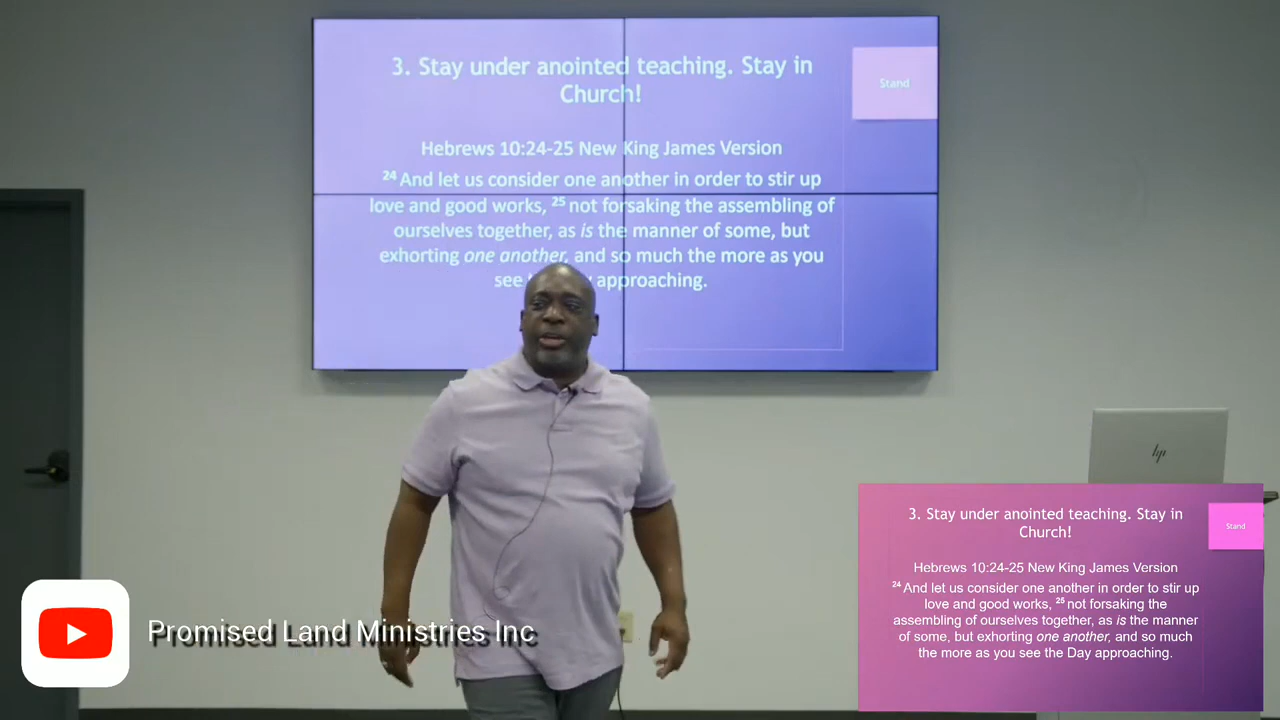 3. Stay under anointed teaching. Stay in
Church!
Stand
Hebrews 10:24-25 New King James Version
24 And let us consider one another in order to stir up
love and good works, 25 not forsaking the assembling of
ourselves together, as is the manner of some, but
exhorting one another, and so much the more as you
see approaching.
hp
3. Stay under anointed teaching. Stay in
Church!
Stand
Hebrews 10:24-25 New King James Version
24 And let us consider one another in order to stir up
love and good works, 25 not forsaking the
assembling of ourselves together, as is the manner
of some, but exhorting one another, and so much
the more as you see the Day approaching.
Promised Land Ministries Inc